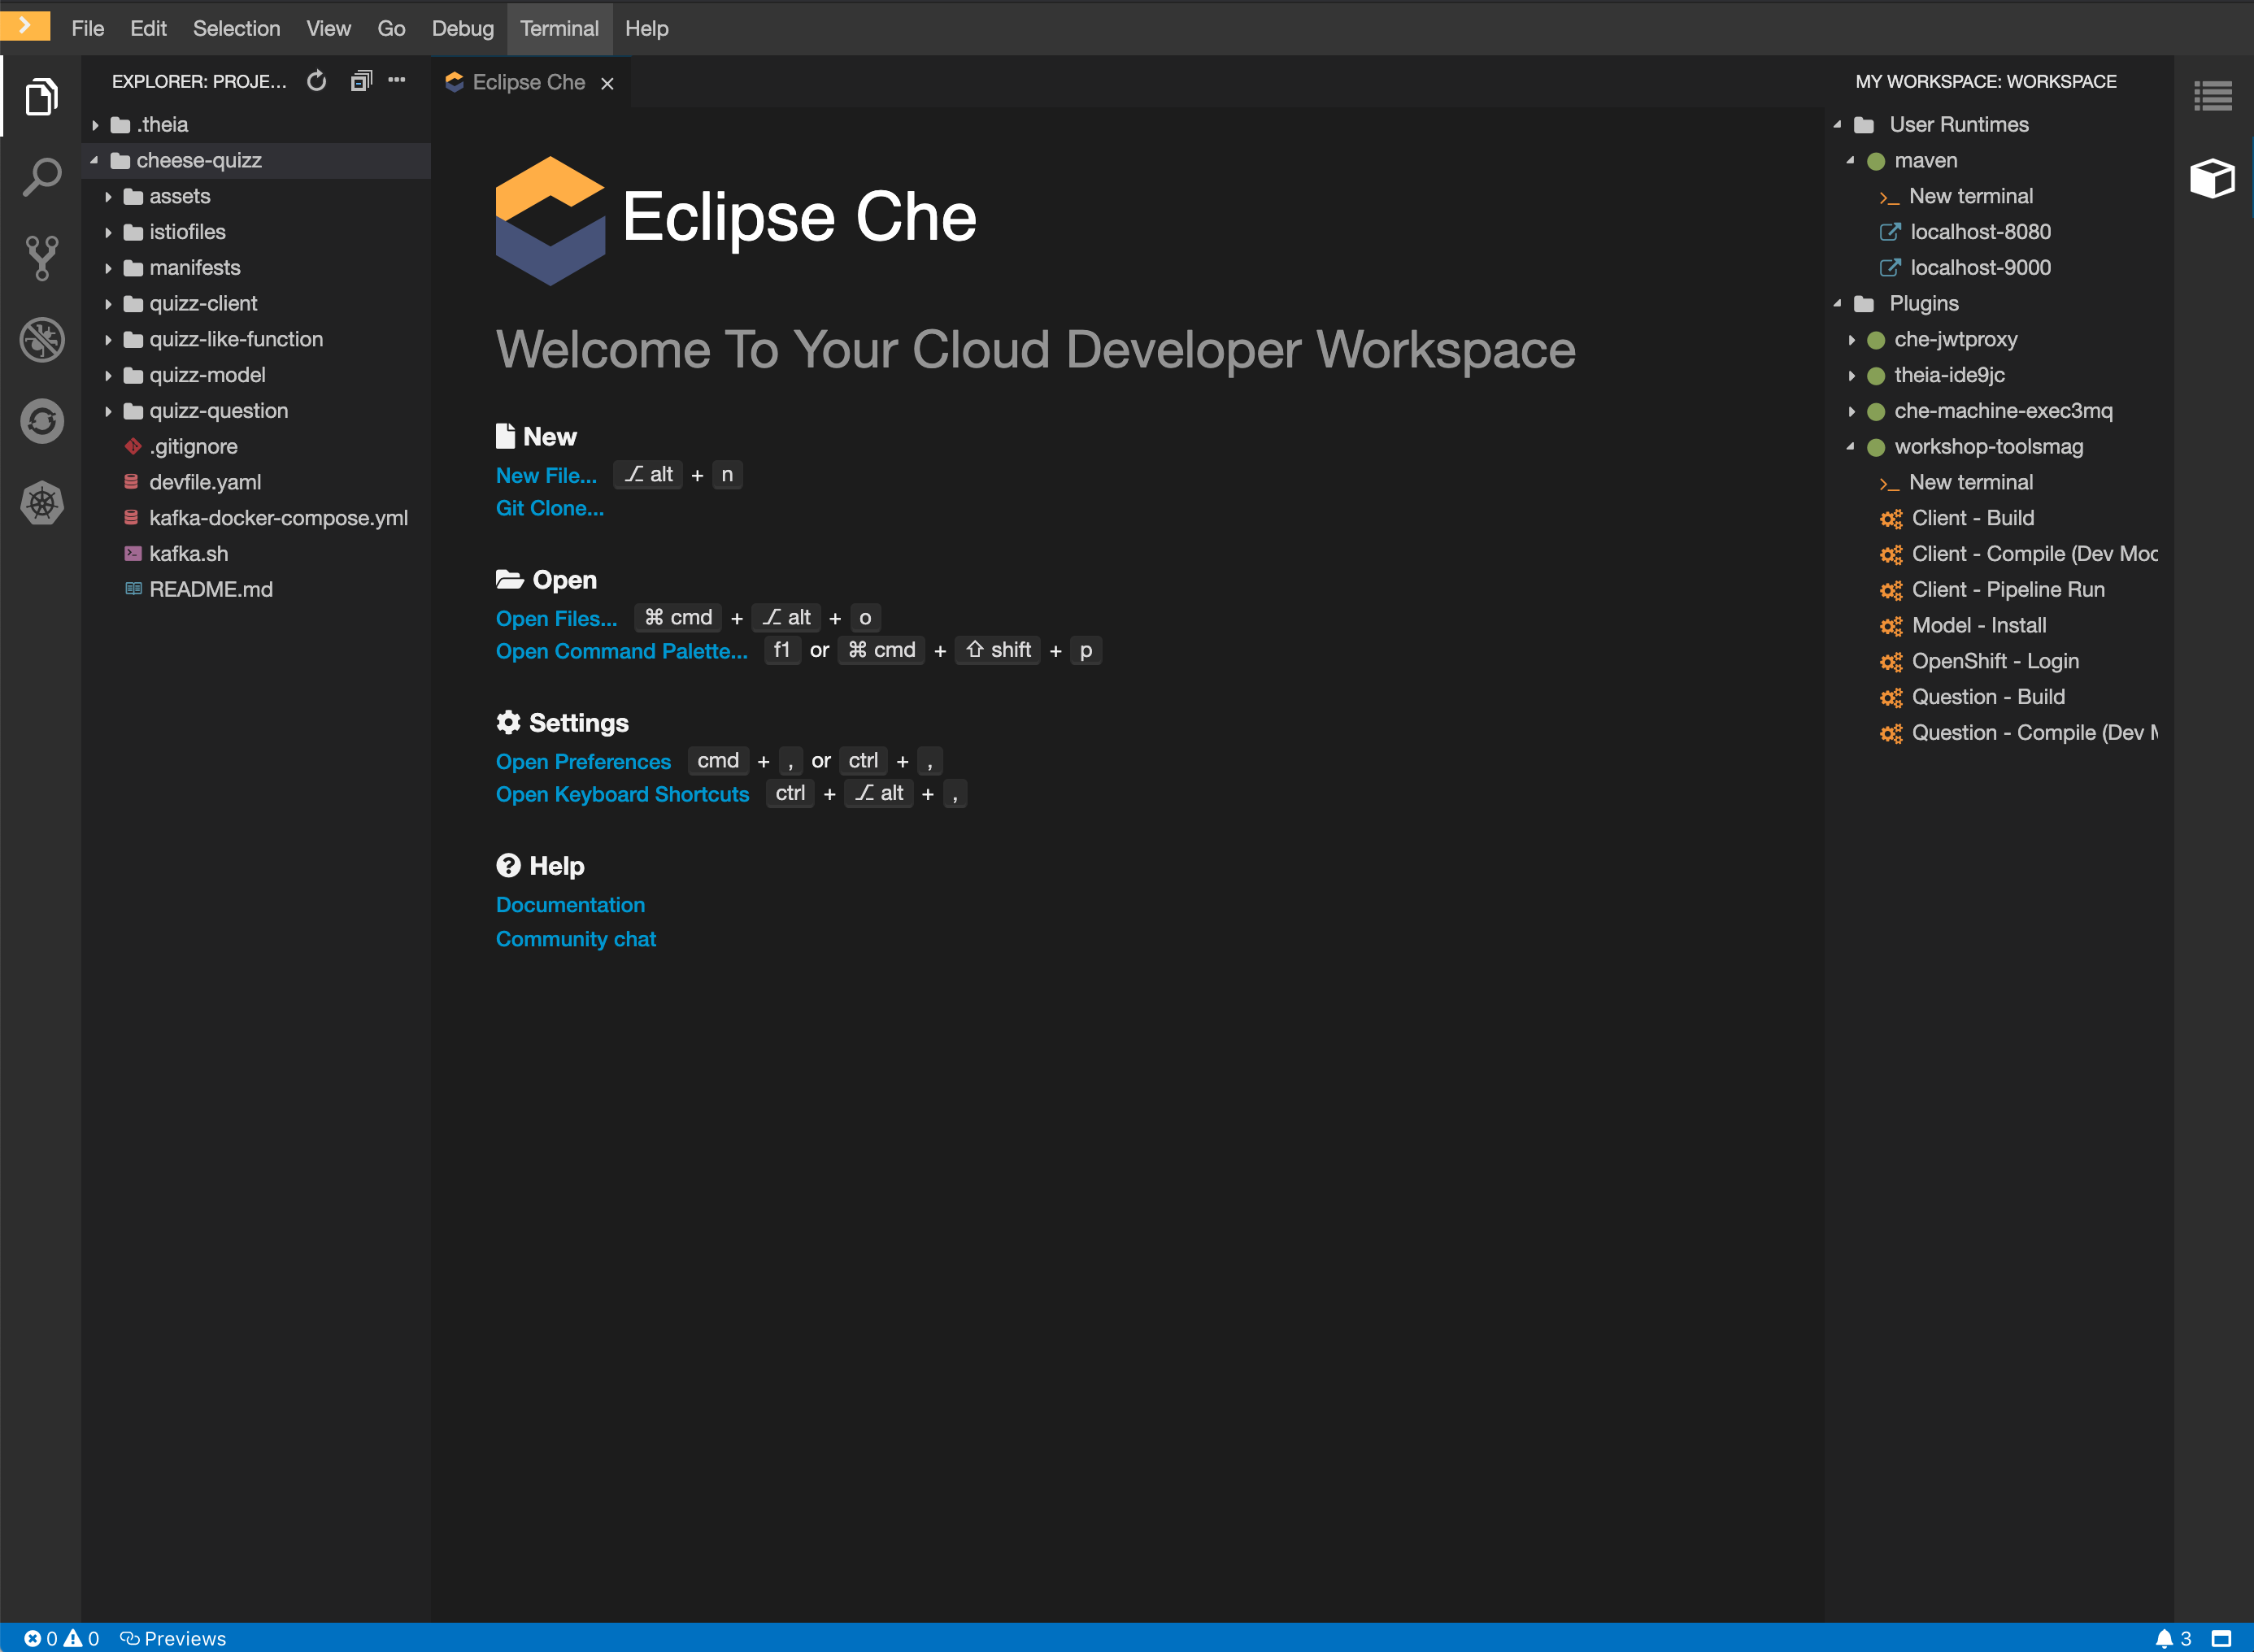 File Edit Selection View Go Debug Terminal Help
EXPLORER: PROJE...
.theia
cheese-quizz
assets
istiofiles
manifests
quizz-client
quizz-like-function
quizz-model
quizz-question
.gitignore
devfile.yaml
kafka-docker-compose.yml
kafka.sh
README.md
Eclipse Che
Eclipse Che
Welcome To Your Cloud Developer Workspace
New
New File... ⌥ alt + n
Git Clone...
Open
Open Files... ⌘ cmd + ⌥ alt + o
Open Command Palette... f1 or ⌘ cmd + ⇧ shift + p
Settings
Open Preferences cmd + , or ctrl + ,
Open Keyboard Shortcuts ctrl + ⌥ alt + ,
Help
Documentation
Community chat
MY WORKSPACE: WORKSPACE
User Runtimes
maven
>_ New terminal
localhost-8080
localhost-9000
Plugins
che-jwtproxy
theia-ide9jc
che-machine-exec3mq
workshop-toolsmag
>_ New terminal
Client - Build
Client - Compile (Dev Moc
Client - Pipeline Run
Model - Install
OpenShift - Login
Question - Build
Question - Compile (Dev
0 0 Previews
3